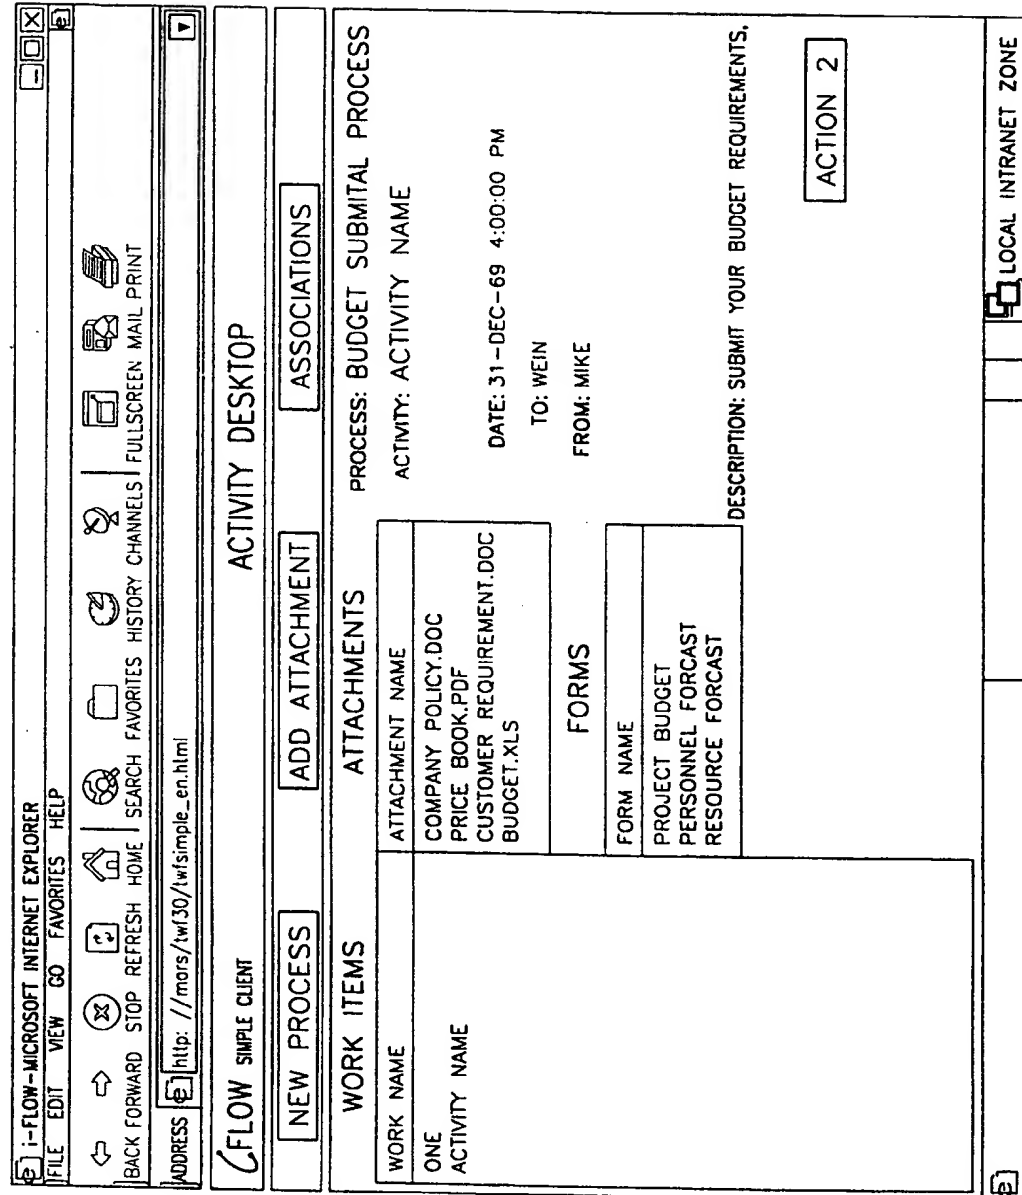 i-FLOW-MICROSOFT INTERNET EXPLORER
FILE EDIT VIEW GO FAVORITES HELP
BACK FORWARD STOP REFRESH HOME SEARCH FAVORITES HISTORY CHANNELS FULLSCREEN MAIL PRINT
ADDRESS http: //mars/twf30/twfsimple_en.html
FLOW SIMPLE CLIENT
ACTIVITY DESKTOP
NEW PROCESS
ADD ATTACHMENT
ASSOCIATIONS
WORK ITEMS
WORK NAME
ONE
ACTIVITY NAME
ATTACHMENTS
ATTACHMENT NAME
COMPANY POLICY.DOC
PRICE BOOK.PDF
CUSTOMER REQUIREMENT.DOC
BUDGET.XLS
FORMS
FORM NAME
PROJECT BUDGET
PERSONNEL FORCAST
RESOURCE FORCAST
PROCESS: BUDGET SUBMITAL PROCESS
ACTIVITY: ACTIVITY NAME
DATE: 31-DEC-69 4:00:00 PM
TO: WEIN
FROM: MIKE
DESCRIPTION: SUBMIT YOUR BUDGET REQUIREMENTS.
ACTION 2
LOCAL INTRANET ZONE